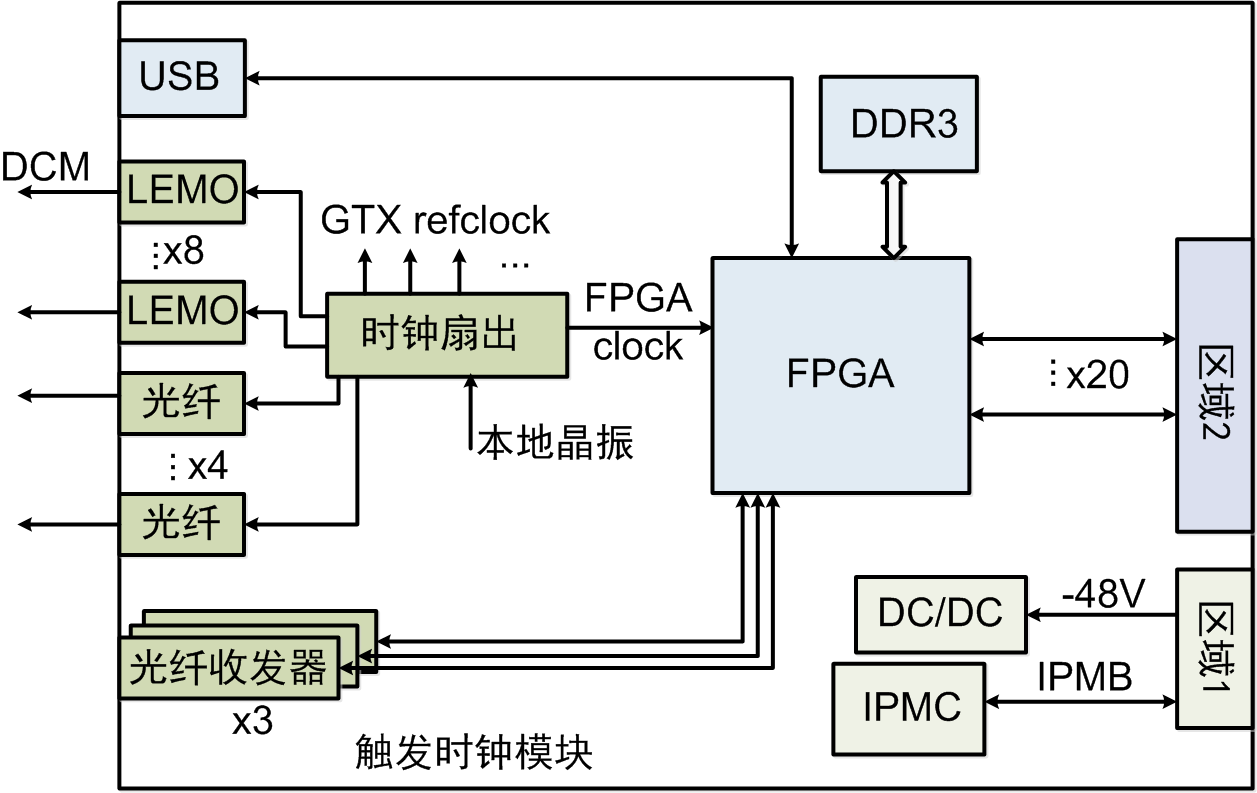 USB
DDR3
DCM
LEMO
⋮x8
LEMO
GTX refclock
...
时钟扇出
FPGA
clock
FPGA
⋮x20
区域2
光纤
⋮x4
光纤
本地晶振
光纤收发器
x3
DC/DC
-48V
区域1
IPMC
IPMB
触发时钟模块